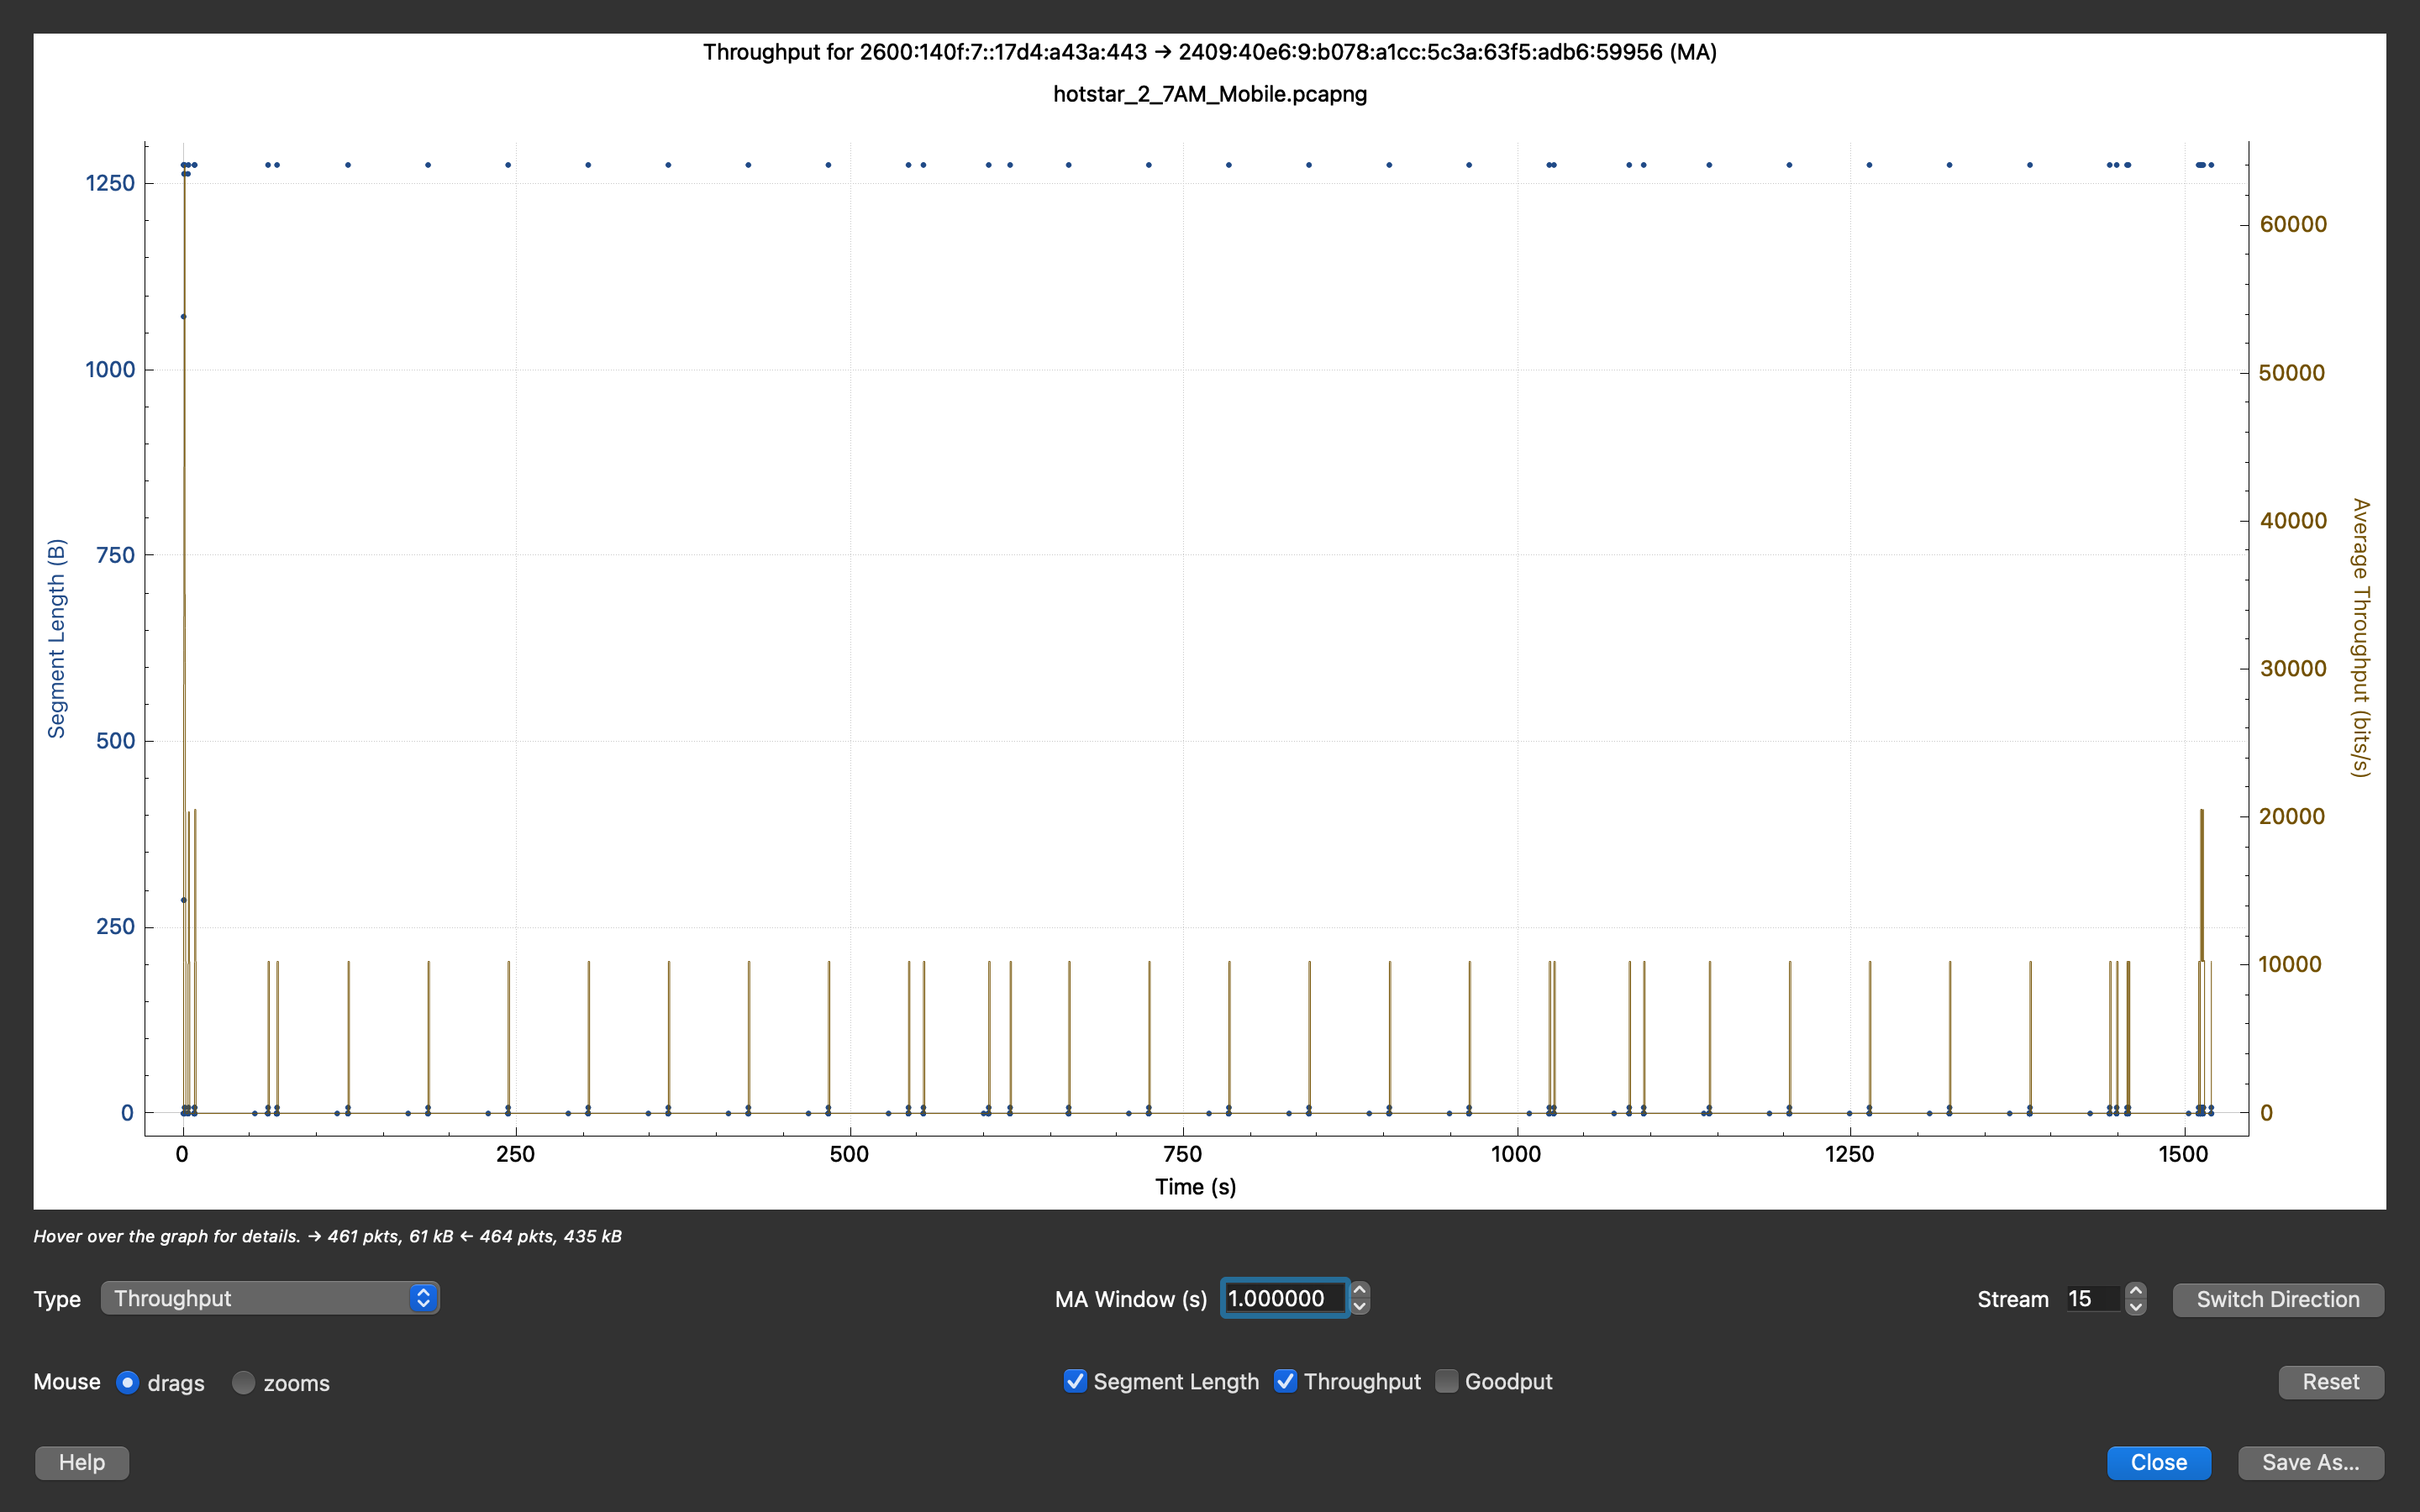 Throughput for 2600:140f:7::17d4:a43a:443 → 2409:40e6:9:b078:a1cc:5c3a:63f5:adb6:59956 (MA)
hotstar_2_7AM_Mobile.pcapng
Segment Length (B)
1250
1000
750
500
250
0
60000
50000
40000
30000
20000
10000
0
Average Throughput (bits/s)
0 250 500 750 1000 1250 1500
Time (s)
Hover over the graph for details. → 461 pkts, 61 kB ← 464 pkts, 435 kB
Type Throughput MA Window (s) 1.000000 Stream 15 Switch Direction
Mouse drags zooms Segment Length Throughput Goodput Reset
Help Close Save As...